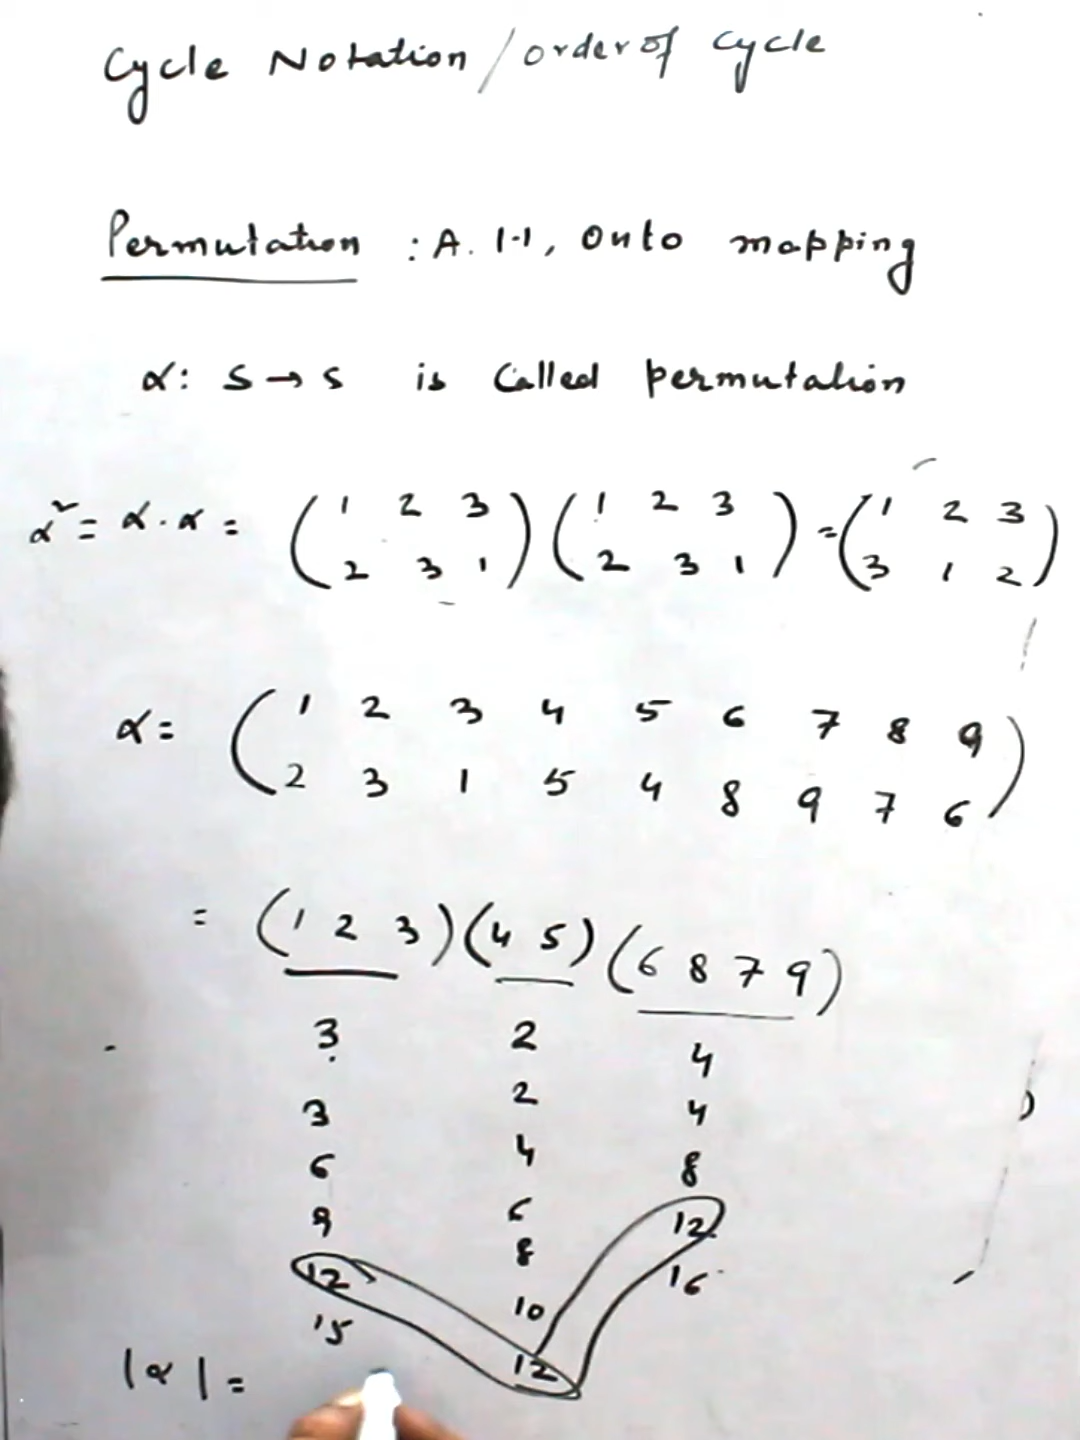 Cycle Notation / order of cycle
Permutation : A. 1-1, Onto mapping
α: S → S is Called permutation
α² = α · α = ( 1 2 3 ) ( 1 2 3 ) = ( 1 2 3 )
( 2 3 1 ) ( 2 3 1 ) ( 3 1 2 )
α = ( 1 2 3 4 5 6 7 8 9 )
( 2 3 1 5 4 8 9 7 6 )
= (1 2 3) (4 5) (6 8 7 9)
3 2 4
3 2 4
6 4 8
9 6 12
12 8 16
15 10
12
|α| =